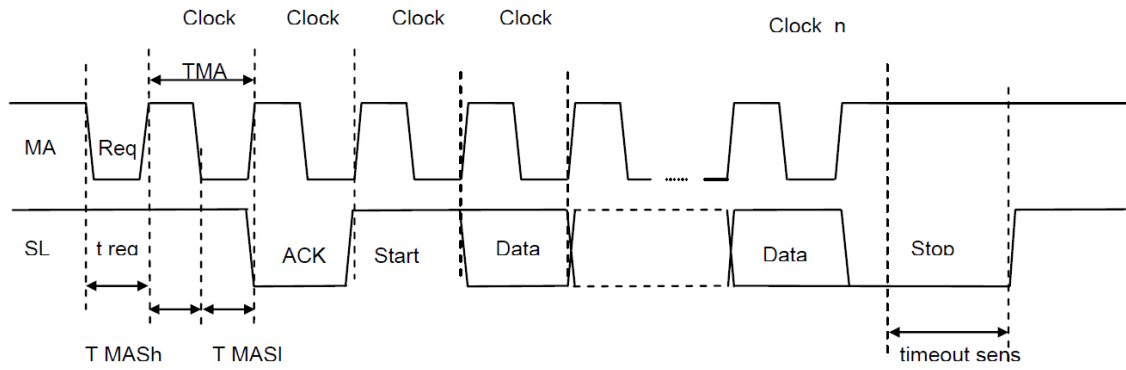 Clock Clock Clock Clock Clock n
TMA
MA Req
SL t req ACK Start Data Data Stop
T MASh T MASl timeout sens